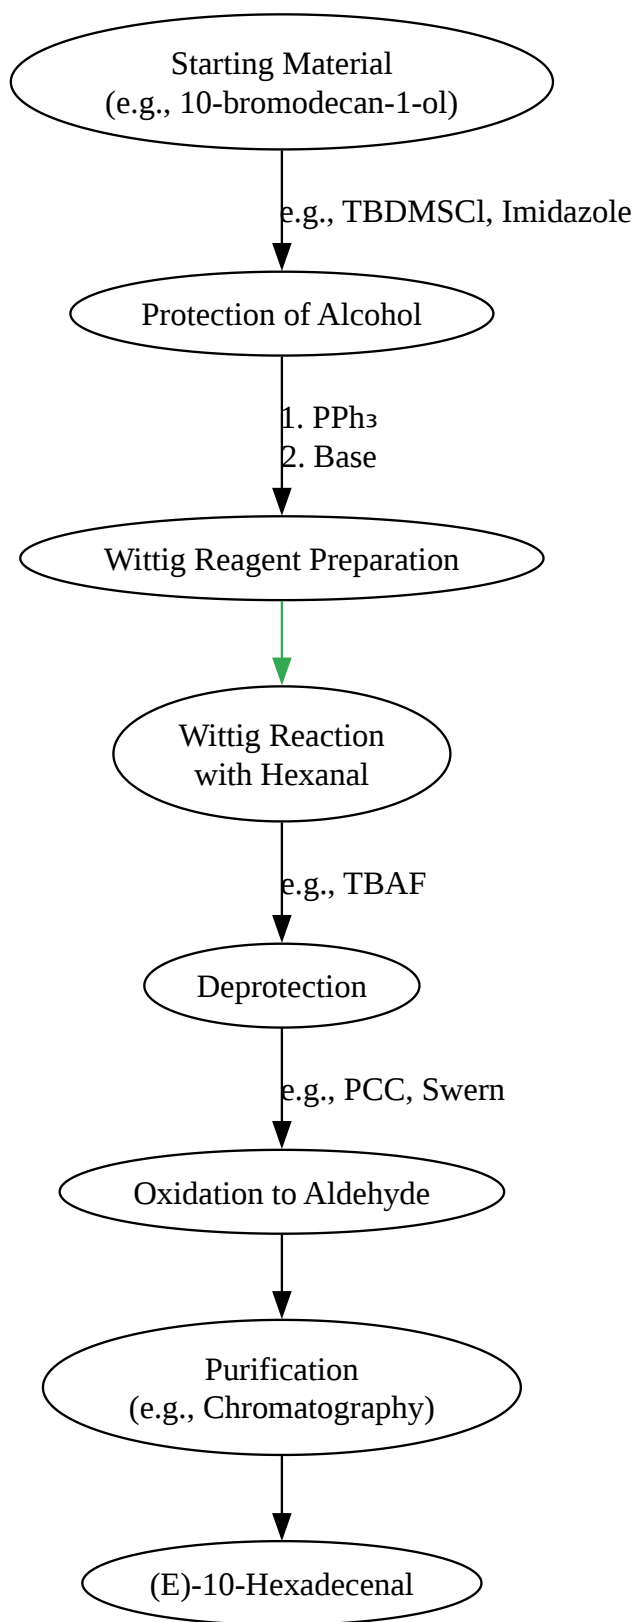 Starting Material
(e.g., 10-bromodecan-1-ol)
e.g., TBDMSCl, Imidazole
Protection of Alcohol
1. PPh₃
2. Base
Wittig Reagent Preparation
Wittig Reaction
with Hexanal
e.g., TBAF
Deprotection
e.g., PCC, Swern
Oxidation to Aldehyde
Purification
(e.g., Chromatography)
(E)-10-Hexadecenal